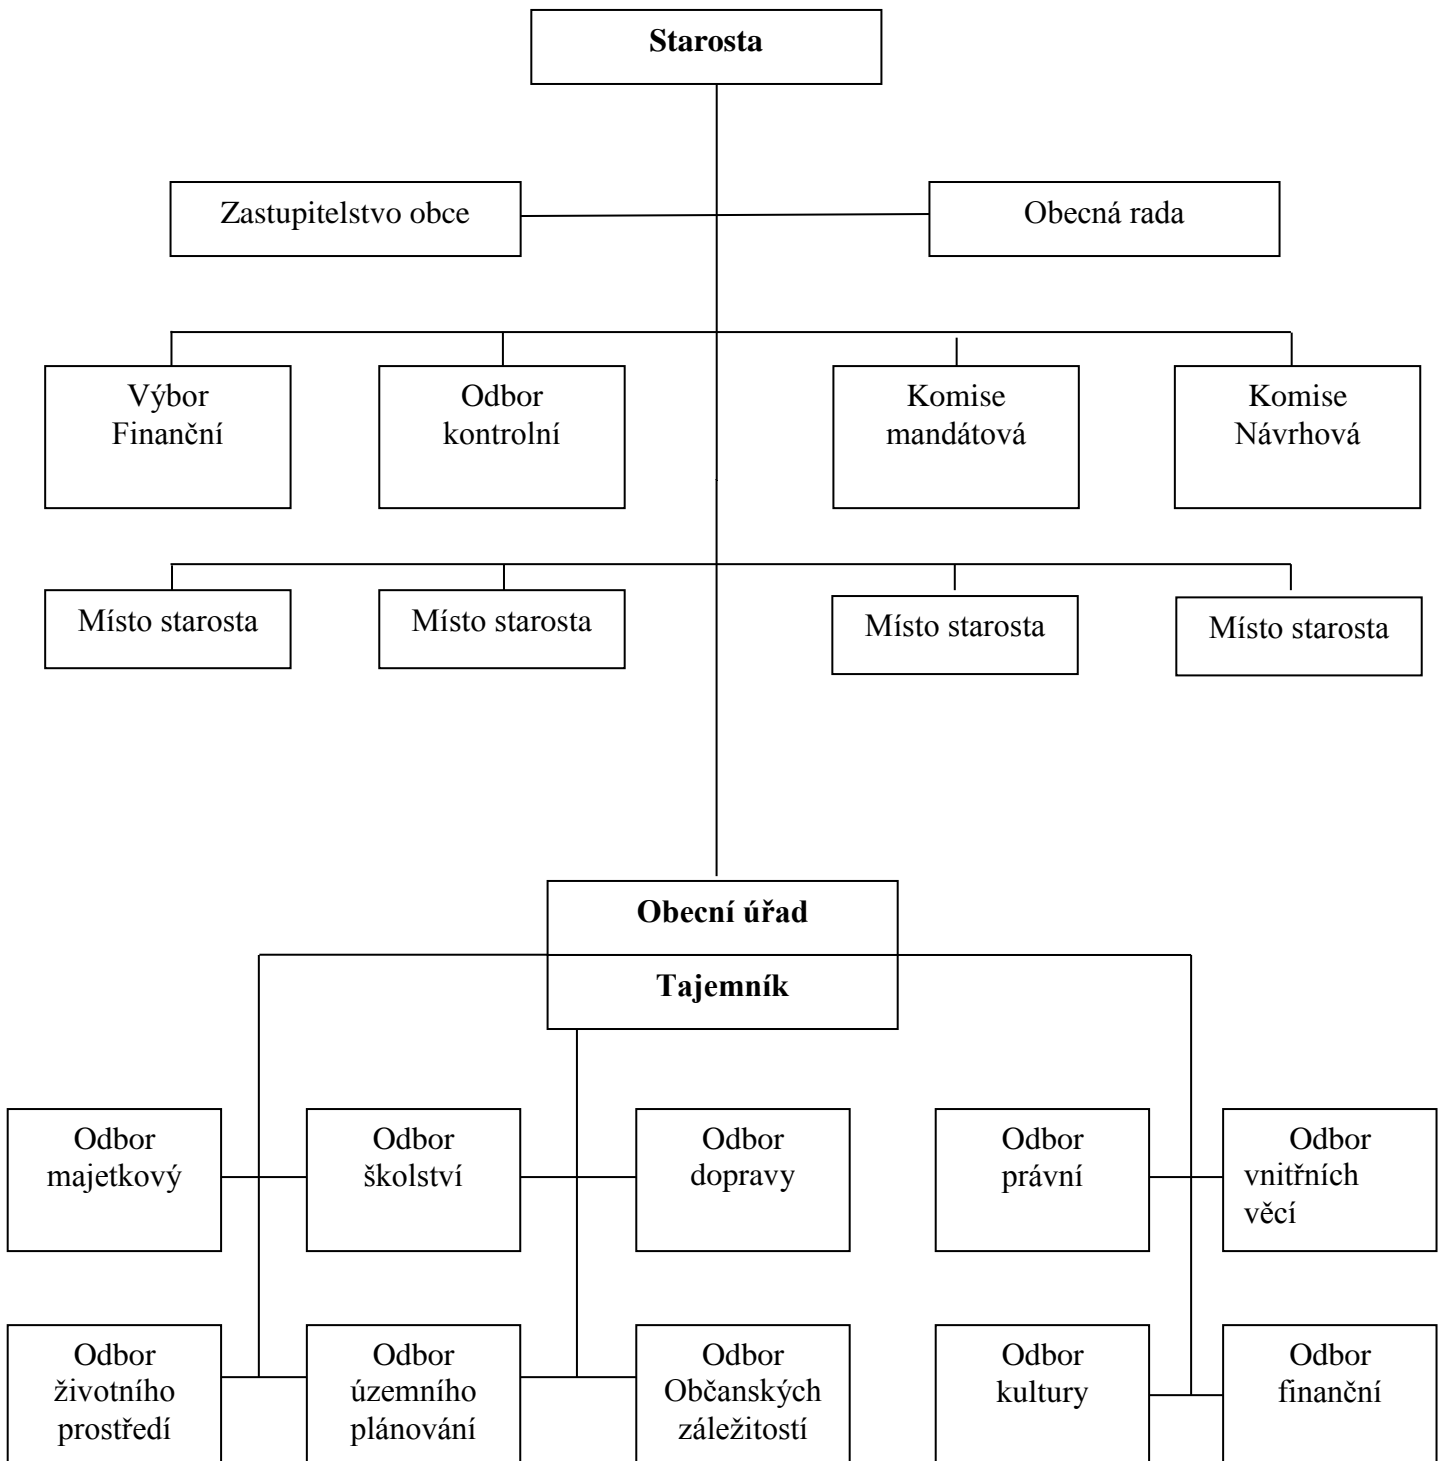 Starosta
Zastupitelstvo obce
Obecná rada
Výbor
Finanční
Odbor
kontrolní
Komise
mandátová
Komise
Návrhová
Místo starosta
Místo starosta
Místo starosta
Místo starosta
Obecní úřad
Tajemník
Odbor
majetkový
Odbor
školství
Odbor
dopravy
Odbor
právní
Odbor
vnitřních
věcí
Odbor
životního
prostředí
Odbor
územního
plánování
Odbor
Občanských
záležitostí
Odbor
kultury
Odbor
finanční